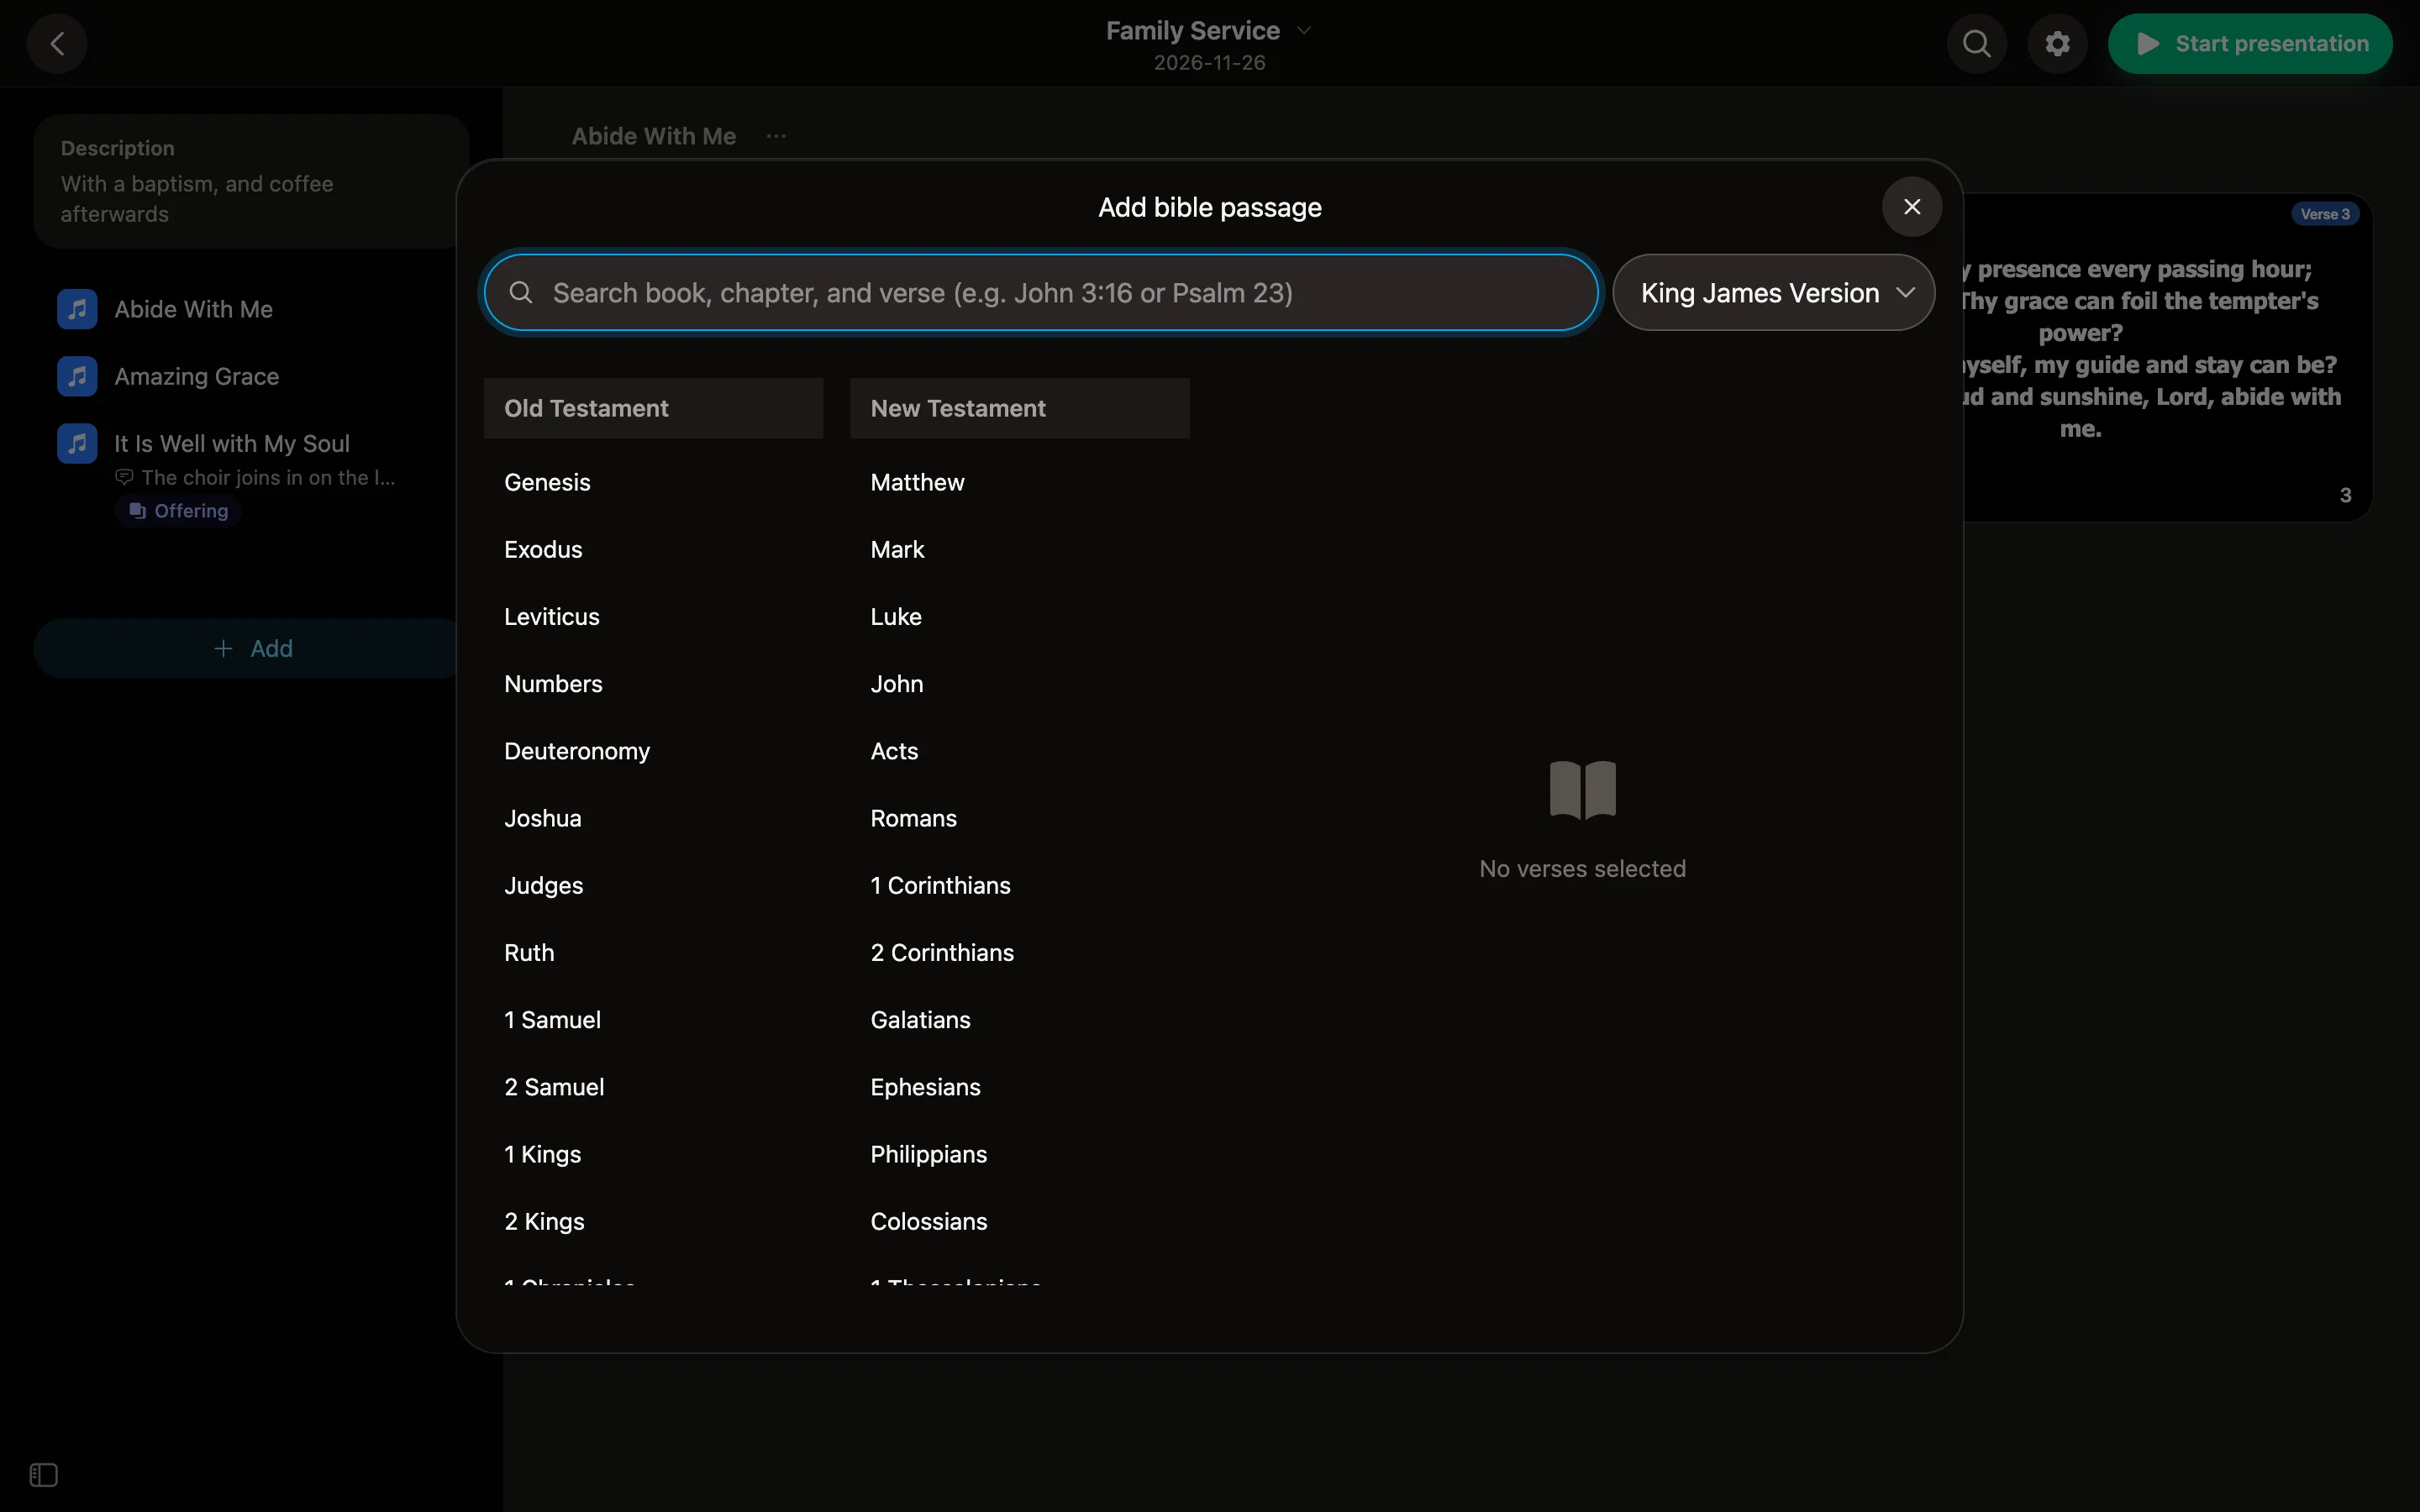 Family Service
2026-11-26
Start presentation
Description
With a baptism, and coffee
afterwards
Abide With Me
Amazing Grace
It Is Well with My Soul
The choir joins in on the l...
Offering
Add
Abide With Me
Add bible passage
Search book, chapter, and verse (e.g. John 3:16 or Psalm 23)
King James Version
Old Testament
Genesis
Exodus
Leviticus
Numbers
Deuteronomy
Joshua
Judges
Ruth
1 Samuel
2 Samuel
1 Kings
2 Kings
1 Chronicles
New Testament
Matthew
Mark
Luke
John
Acts
Romans
1 Corinthians
2 Corinthians
Galatians
Ephesians
Philippians
Colossians
1 Thessalonians
No verses selected
Verse 3
presence every passing hour;
Thy grace can foil the tempter's
power?
myself, my guide and stay can be?
and sunshine, Lord, abide with
me.
3